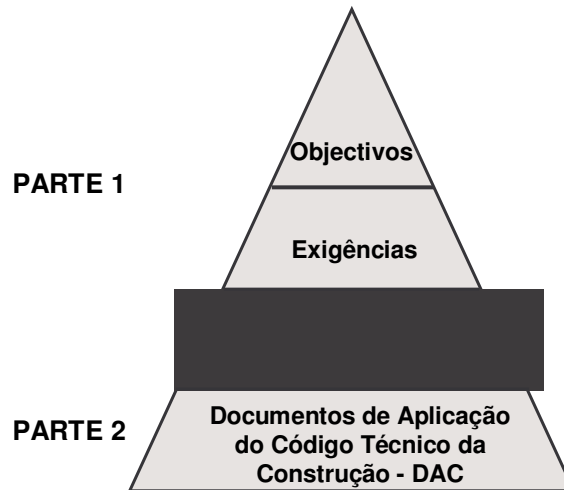 Objectivos
PARTE 1
Exigências
PARTE 2
Documentos de Aplicação
do Código Técnico da
Construção - DAC